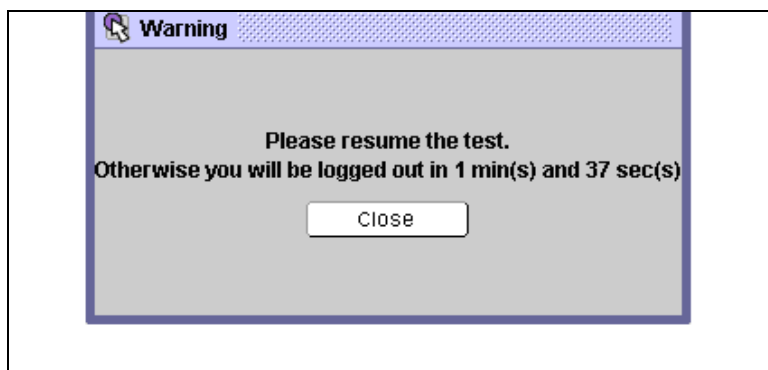 Warning
Please resume the test.
Otherwise you will be logged out in 1 min(s) and 37 sec(s)
Close